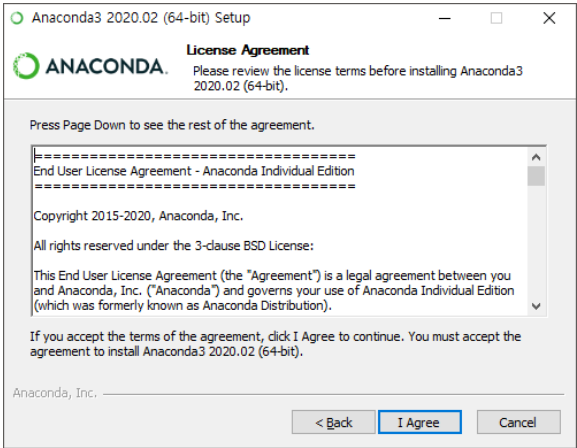 Anaconda3 2020.02 (64-bit) Setup
ANACONDA.
License Agreement
Please review the license terms before installing Anaconda3
2020.02 (64-bit).
Press Page Down to see the rest of the agreement.
===================================
End User License Agreement - Anaconda Individual Edition
===================================
Copyright 2015-2020, Anaconda, Inc.
All rights reserved under the 3-clause BSD License:
This End User License Agreement (the "Agreement") is a legal agreement between you
and Anaconda, Inc. ("Anaconda") and governs your use of Anaconda Individual Edition
(which was formerly known as Anaconda Distribution).
If you accept the terms of the agreement, click I Agree to continue. You must accept the
agreement to install Anaconda3 2020.02 (64-bit).
Anaconda, Inc.
< Back
I Agree
Cancel